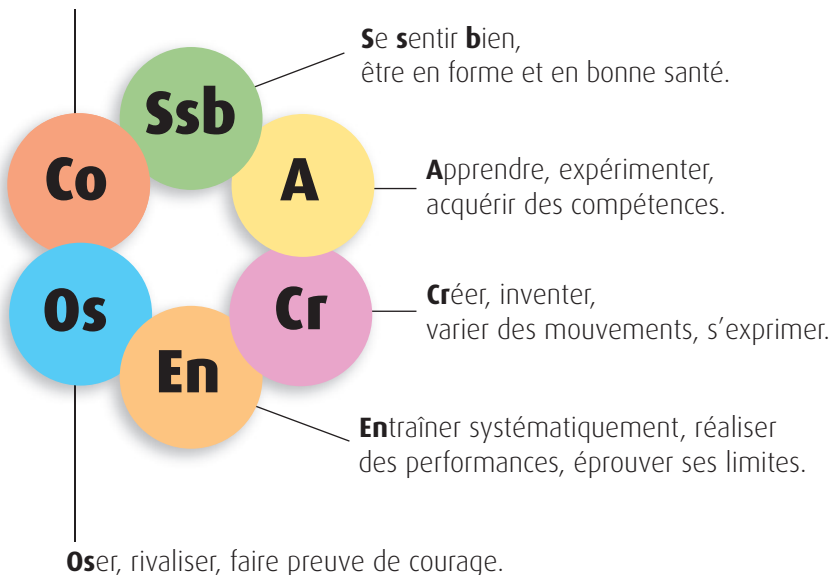 Se sentir bien,
être en forme et en bonne santé.
Ssb
Co
A
Apprendre, expérimenter,
acquérir des compétences.
Os
Cr
Créer, inventer,
varier des mouvements, s’exprimer.
En
Entraîner systématiquement, réaliser
des performances, éprouver ses limites.
Oser, rivaliser, faire preuve de courage.